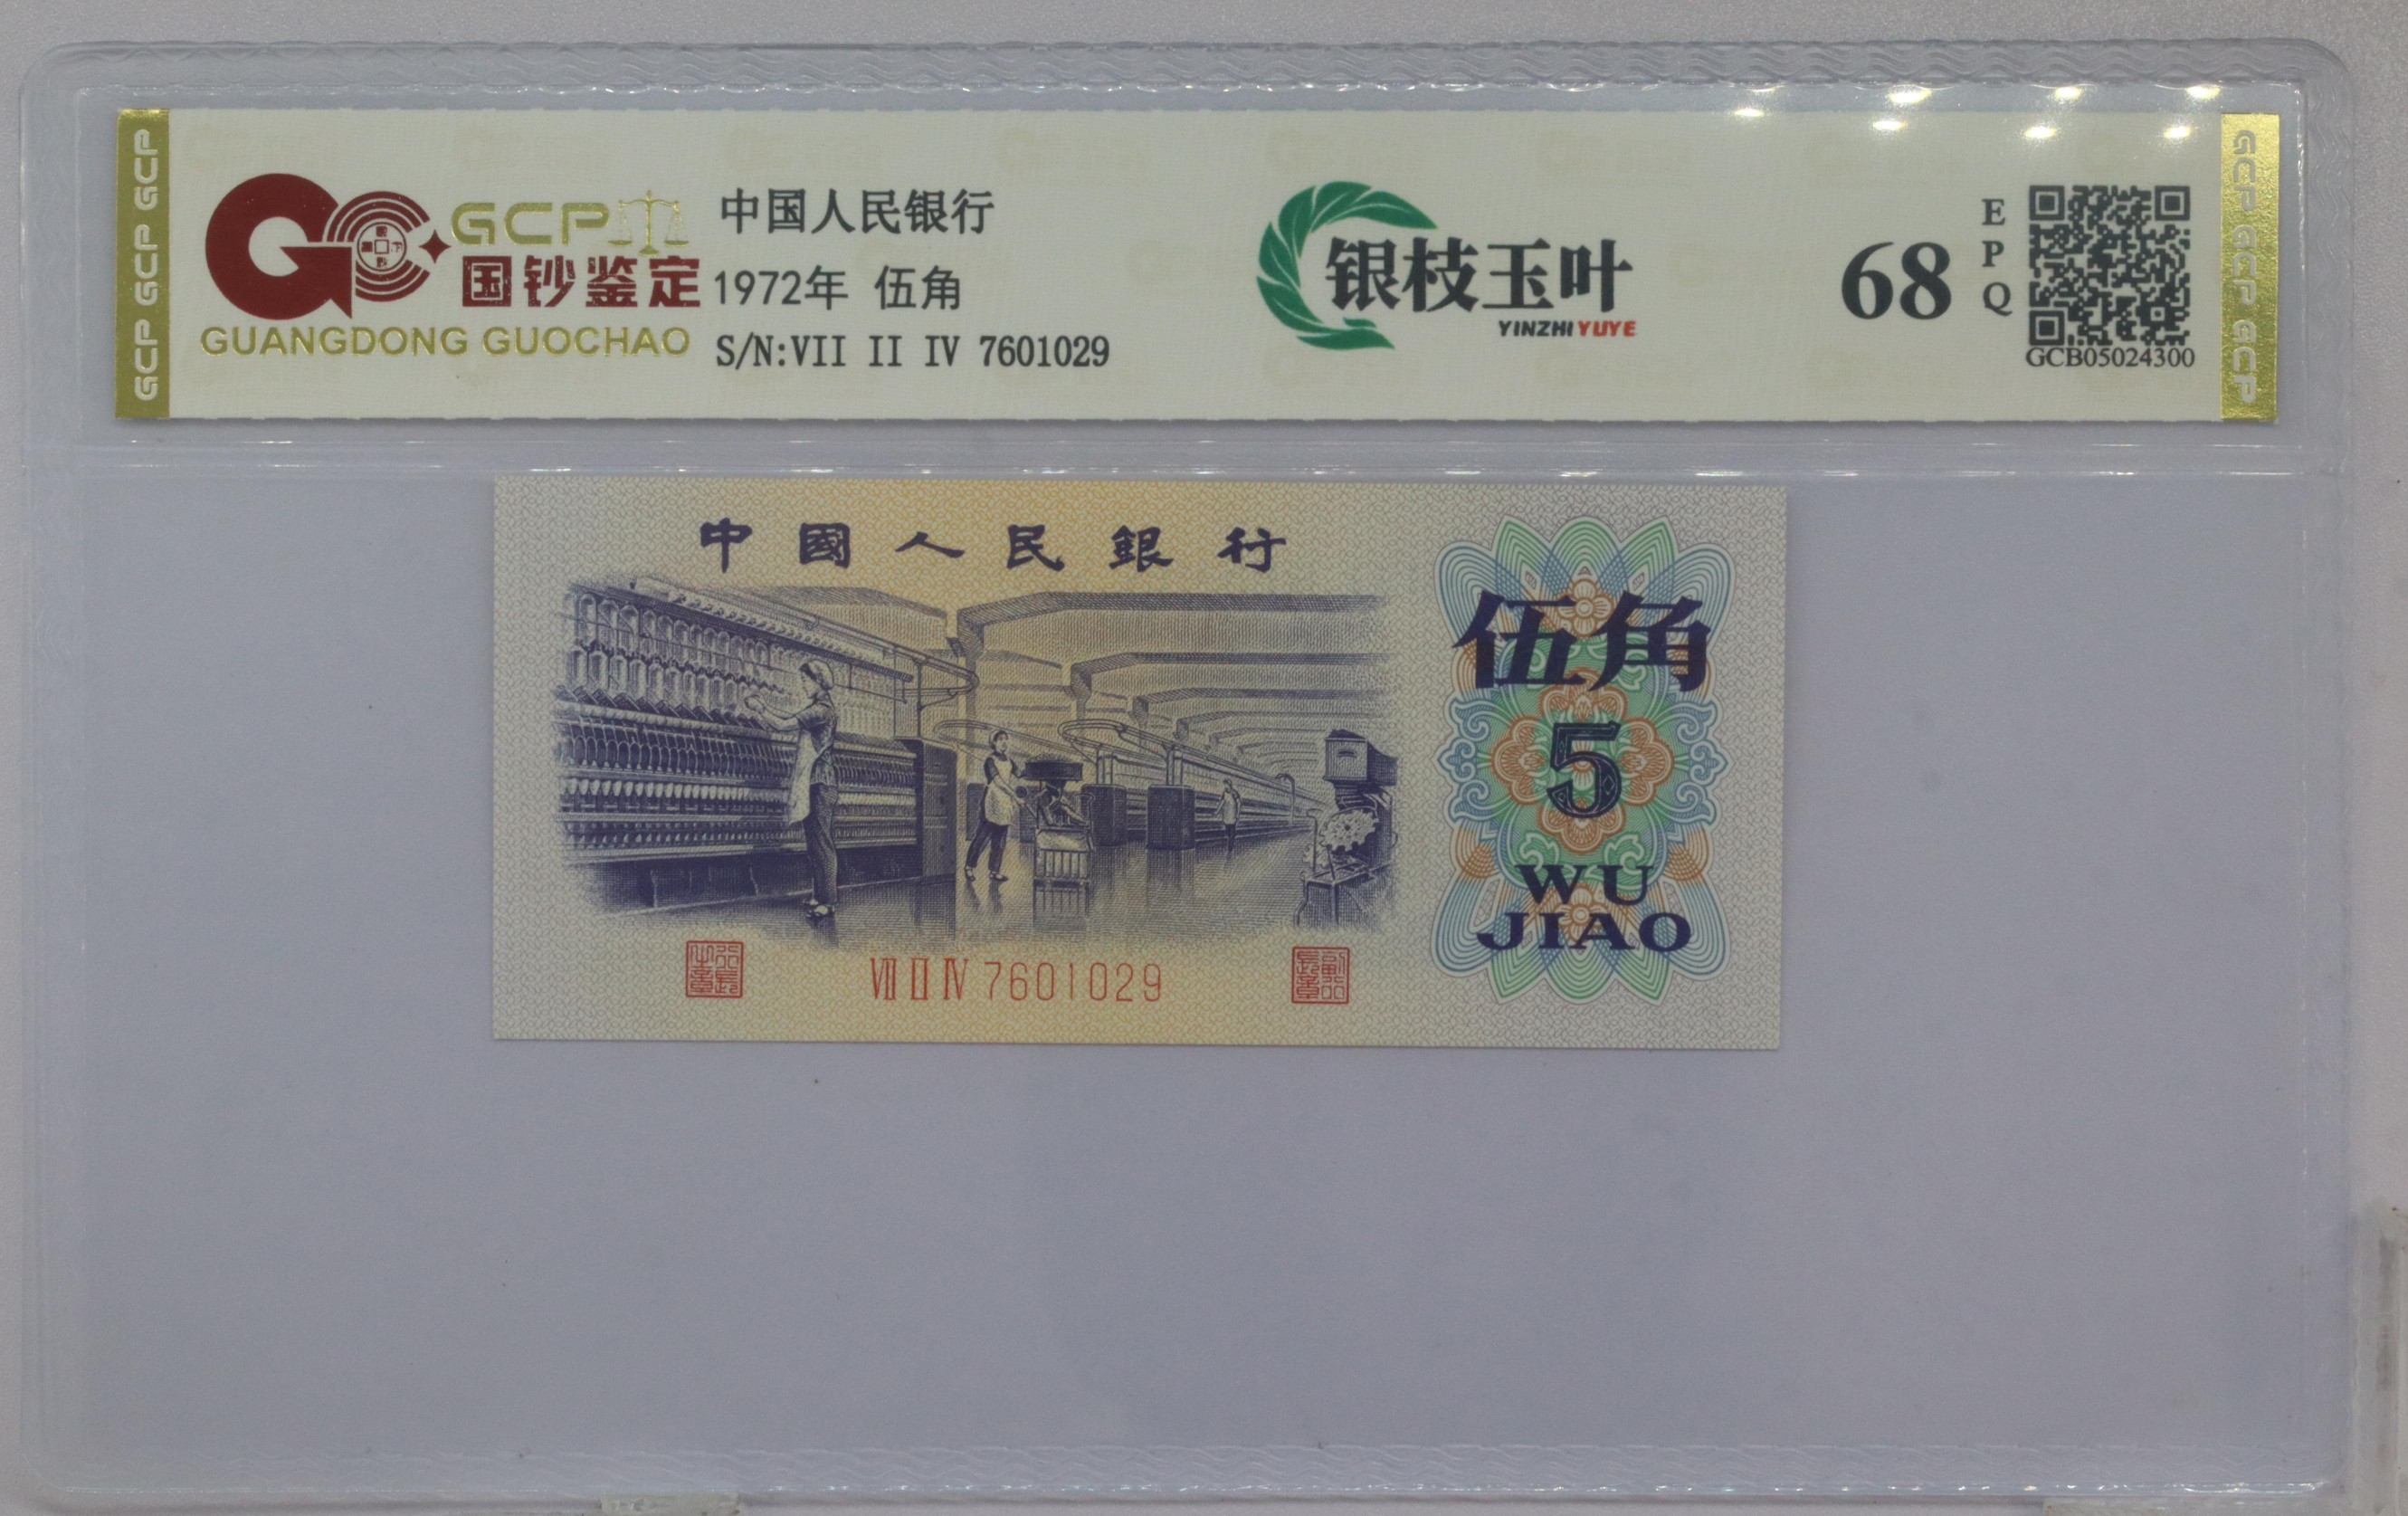 GCP GCP GCP
GCP
国钞鉴定
GUANGDONG GUOCHAO
中国人民银行
1972年 伍角
S/N:VII II IV 7601029
银枝玉叶
YINZHI YUYE
68
E
P
Q
GCB05024300
GCP GCP GCP
中國人民銀行
伍角
5
WU
JIAO
VII II IV 7601029